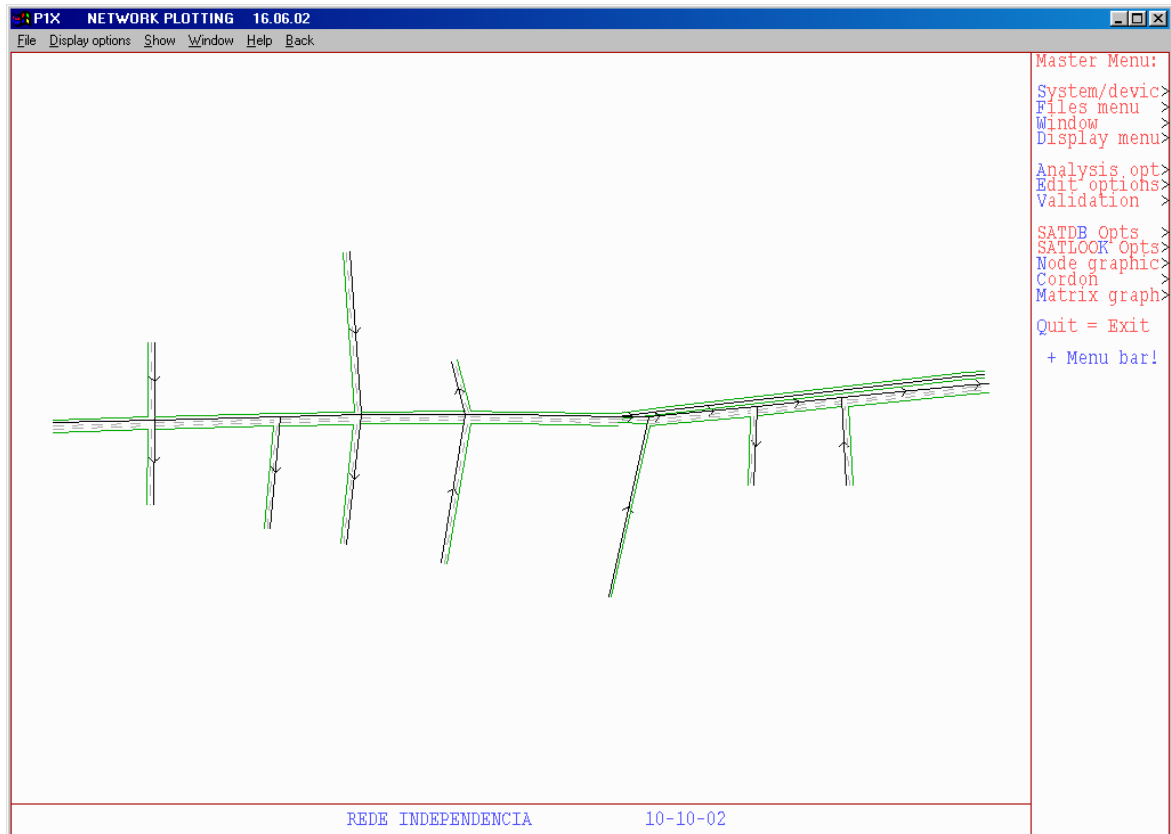 P1X NETWORK PLOTTING 16.06.02
File Display options Show Window Help Back
Master Menu:
System/devic>
Files menu >
Window >
Display menu>
Analysis opt>
Edit options>
Validation >
SATDB Opts >
SATLOOK Opts>
Node graphic>
Cordon >
Matrix graph>
Quit = Exit
+ Menu bar!
REDE INDEPENDENCIA 10-10-02